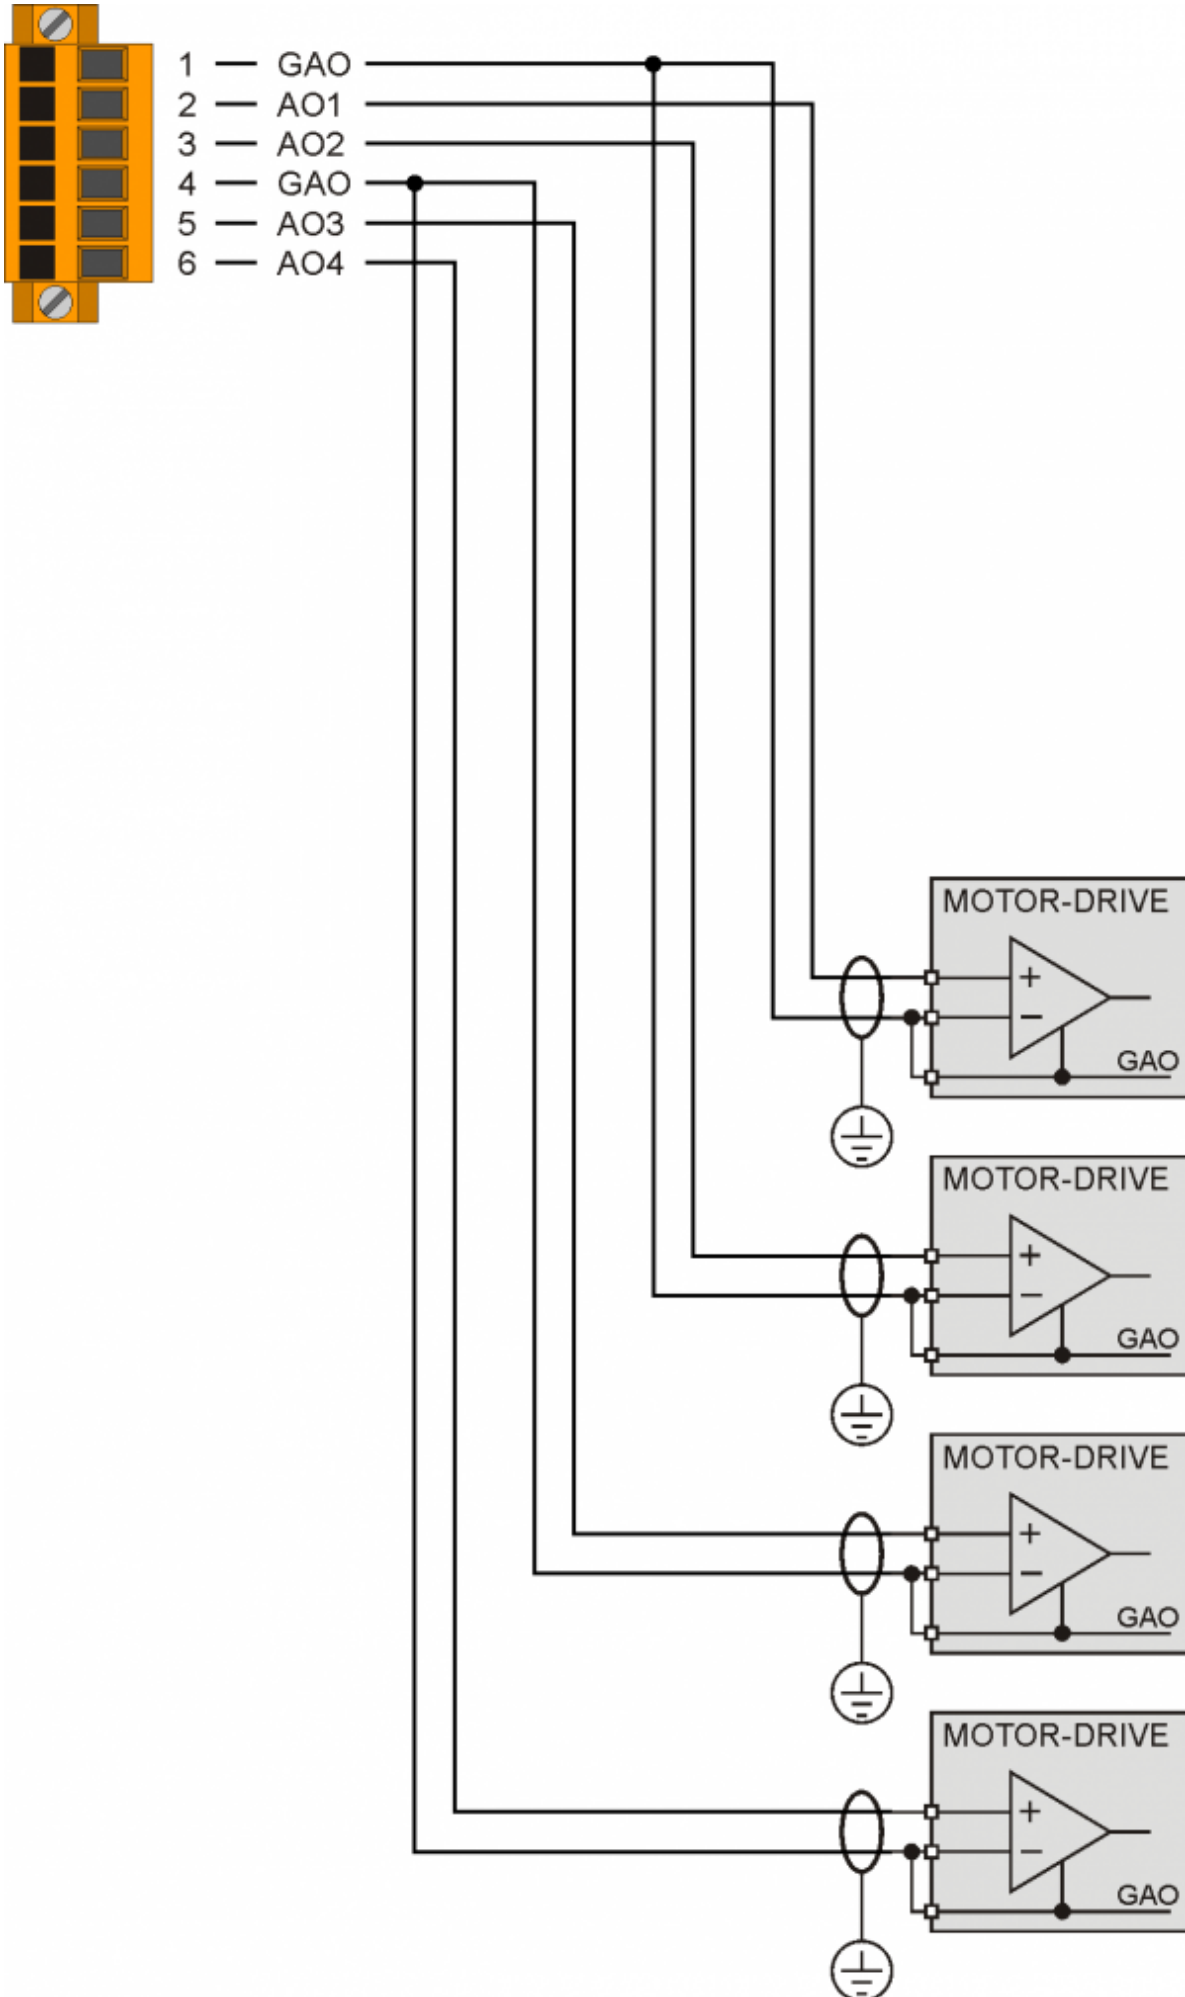 1 GAO
2 AO1
3 AO2
4 GAO
5 AO3
6 AO4
MOTOR-DRIVE
+
−
GAO
MOTOR-DRIVE
+
−
GAO
MOTOR-DRIVE
+
−
GAO
MOTOR-DRIVE
+
−
GAO